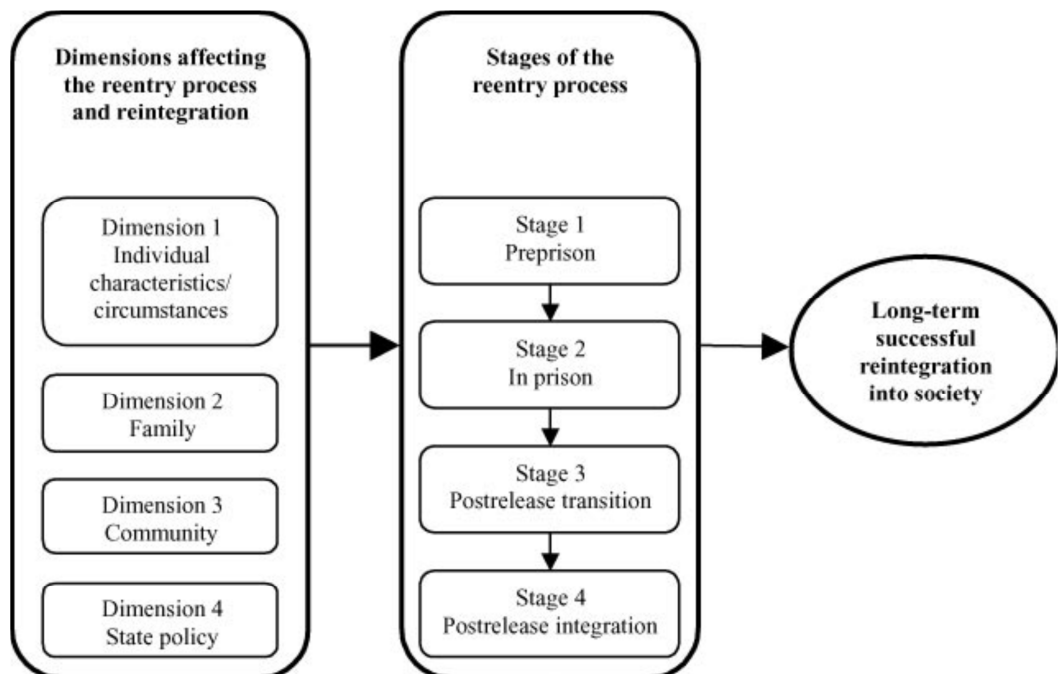 Dimensions affecting
the reentry process
and reintegration
Dimension 1
Individual
characteristics/
circumstances
Dimension 2
Family
Dimension 3
Community
Dimension 4
State policy
Stages of the
reentry process
Stage 1
Preprison
Stage 2
In prison
Stage 3
Postrelease transition
Stage 4
Postrelease integration
Long-term
successful
reintegration
into society